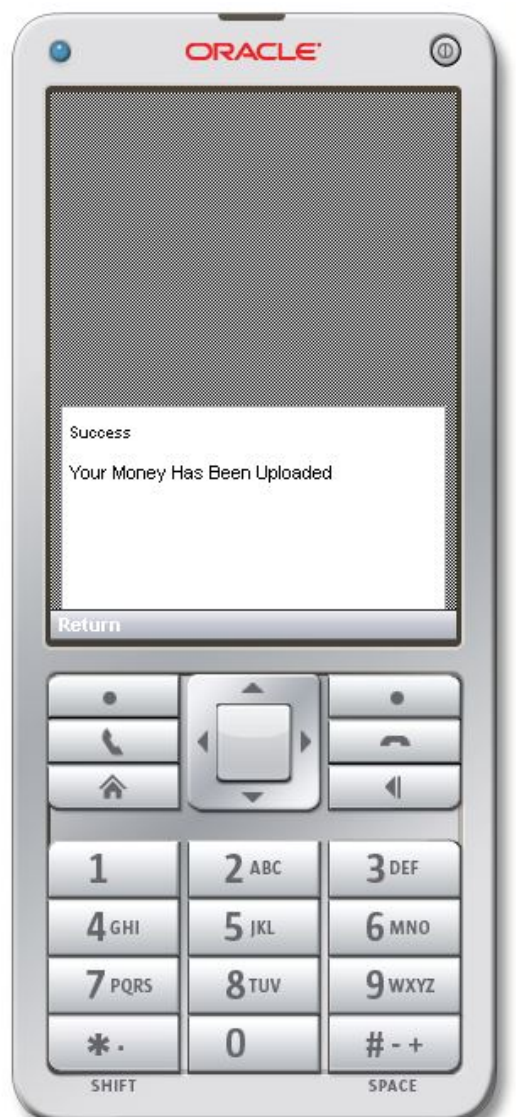 ORACLE
Success
Your Money Has Been Uploaded
Return
1
2 ABC
3 DEF
4 GHI
5 JKL
6 MNO
7 PQRS
8 TUV
9 WXYZ
* .
0
# - +
SHIFT
SPACE